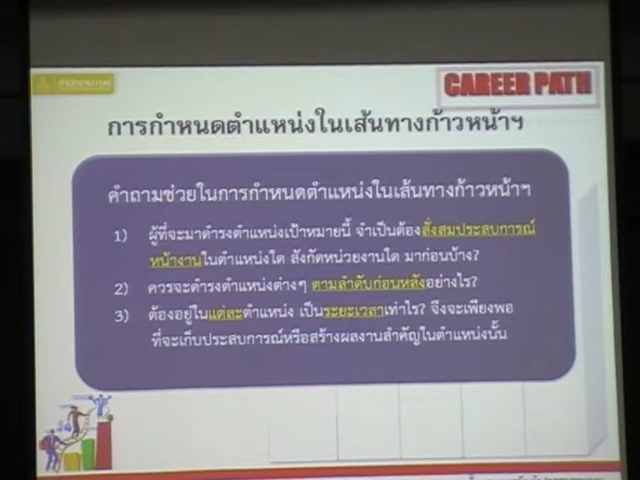 สำนักงาน ก.พ.
CAREER PATH
การกำหนดตำแหน่งในเส้นทางก้าวหน้าฯ
คำถามช่วยในการกำหนดตำแหน่งในเส้นทางก้าวหน้าฯ
1) ผู้ที่จะมาดำรงตำแหน่งเป้าหมายนี้ จำเป็นต้องสั่งสมประสบการณ์
หน้างานในตำแหน่งใด สังกัดหน่วยงานใด มาก่อนบ้าง?
2) ควรจะดำรงตำแหน่งต่างๆ ตามลำดับก่อนหลังอย่างไร?
3) ต้องอยู่ในแต่ละตำแหน่ง เป็นระยะเวลาเท่าไร? จึงจะเพียงพอ
ที่จะเก็บประสบการณ์หรือสร้างผลงานสำคัญในตำแหน่งนั้น